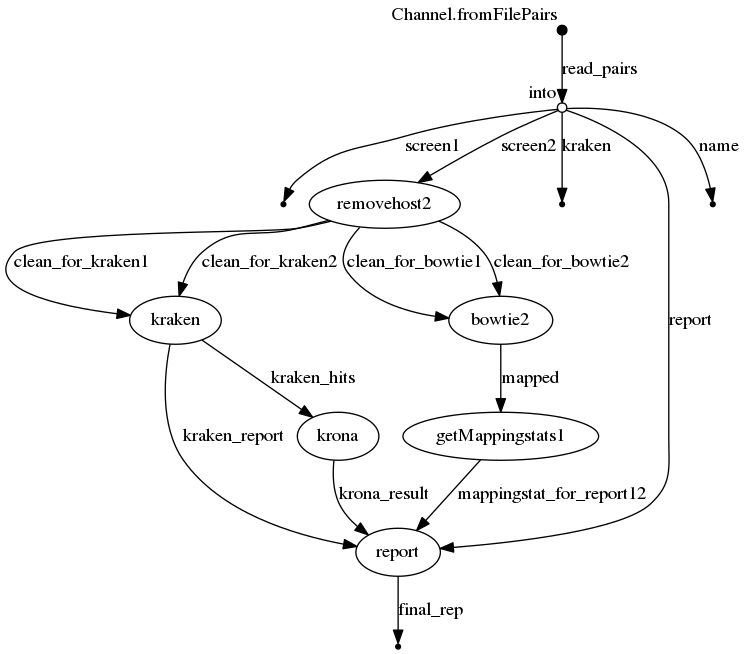 Channel.fromFilePairs
read_pairs
into
screen1
screen2
kraken
name
removehost2
clean_for_kraken1
clean_for_kraken2
clean_for_bowtie1
clean_for_bowtie2
kraken
bowtie2
report
kraken_hits
mapped
kraken_report
krona
getMappingstats1
krona_result
mappingstat_for_report12
report
final_rep